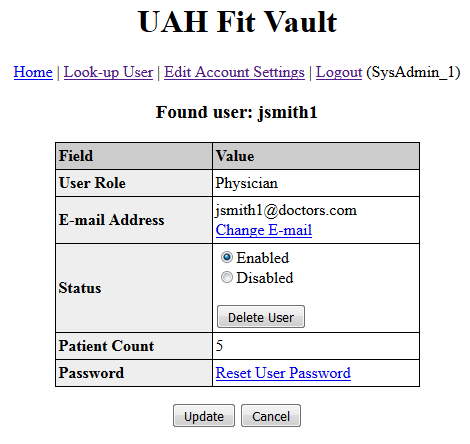 UAH Fit Vault
Home | Look-up User | Edit Account Settings | Logout (SysAdmin_1)
Found user: jsmith1
Field Value
User Role Physician
E-mail Address jsmith1@doctors.com
Change E-mail
Status Enabled
Disabled
Delete User
Patient Count 5
Password Reset User Password
Update Cancel